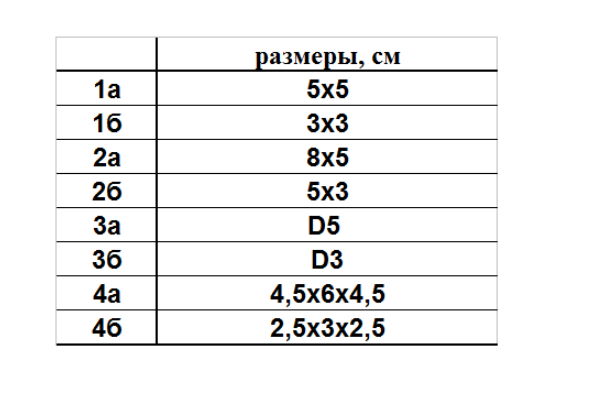 размеры, см
1а 5х5
1б 3х3
2а 8х5
2б 5х3
3а D5
3б D3
4а 4,5х6х4,5
4б 2,5х3х2,5